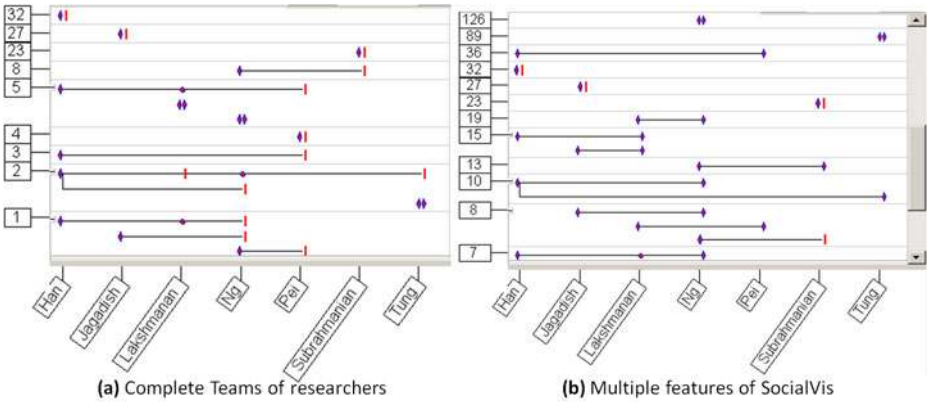 32
27
23
8
5
4
3
2
1
Han
Jagadish
Lakshmanan
Ng
Pei
Subrahmanian
Tung
(a) Complete Teams of researchers
126
89
36
32
27
23
19
15
13
10
8
7
Han
Jagadish
Lakshmanan
Ng
Pei
Subrahmanian
Tung
(b) Multiple features of SocialVis